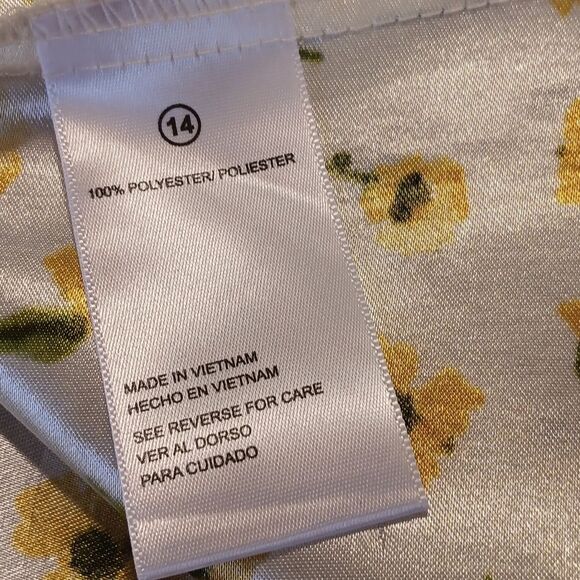 14
100% POLYESTER/ POLIESTER
MADE IN VIETNAM
HECHO EN VIETNAM
SEE REVERSE FOR CARE
VER AL DORSO
PARA CUIDADO